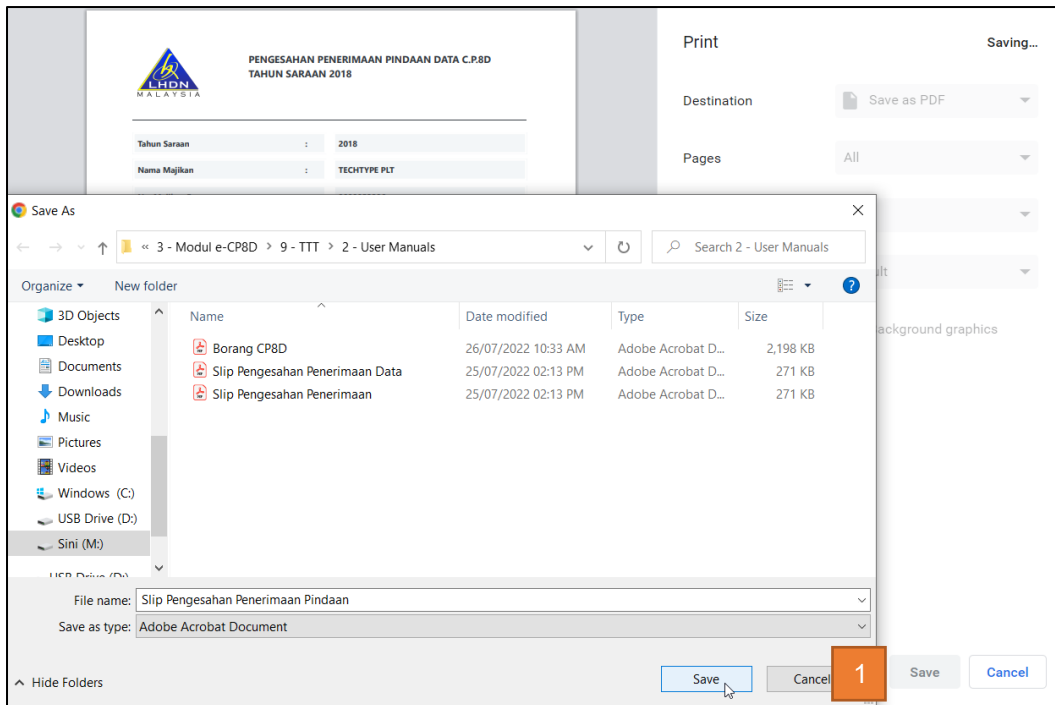 PENGESAHAN PENERIMAAN PINDAAN DATA C.P.8D
TAHUN SARAAN 2018
LHDN
MALAYSIA
Tahun Saraan : 2018
Nama Majikan : TECHTYPE PLT
Print Saving...
Destination Save as PDF
Pages All
Save As
« 3 - Modul e-CP8D > 9 - TTT > 2 - User Manuals
Search 2 - User Manuals
Organize New folder
3D Objects
Desktop
Documents
Downloads
Music
Pictures
Videos
Windows (C:)
USB Drive (D:)
Sini (M:)
USB Drive (D:)
Name Date modified Type Size
Borang CP8D 26/07/2022 10:33 AM Adobe Acrobat D... 2,198 KB
Slip Pengesahan Penerimaan Data 25/07/2022 02:13 PM Adobe Acrobat D... 271 KB
Slip Pengesahan Penerimaan 25/07/2022 02:13 PM Adobe Acrobat D... 271 KB
ult
ackground graphics
File name: Slip Pengesahan Penerimaan Pindaan
Save as type: Adobe Acrobat Document
Hide Folders
Save Cancel
1
Save Cancel